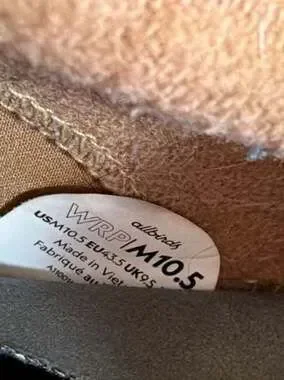 allbirds
WRP/M10.5
USM10.5 EU43.5 UK9.5
Made in Viet
Fabriqué au